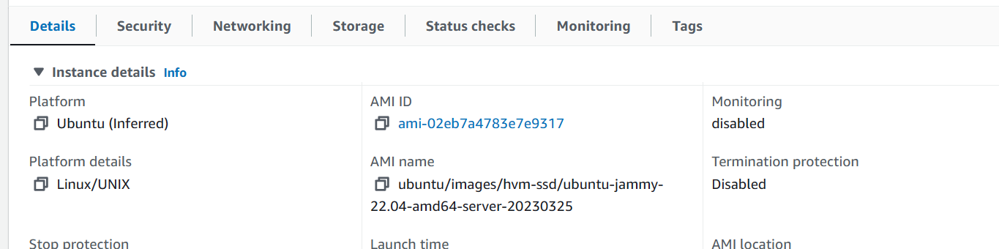 Details Security Networking Storage Status checks Monitoring Tags
Instance details Info
Platform AMI ID Monitoring
Ubuntu (Inferred) ami-02eb7a4783e7e9317 disabled
Platform details AMI name Termination protection
Linux/UNIX ubuntu/images/hvm-ssd/ubuntu-jammy- Disabled
22.04-amd64-server-20230325
Stop protection Launch time AMI location